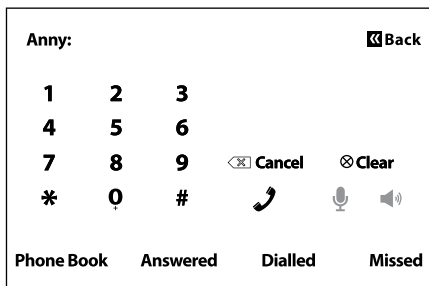 Anny: Back
1 2 3
4 5 6
7 8 9 Cancel Clear
* 0 #
+
Phone Book Answered Dialled Missed